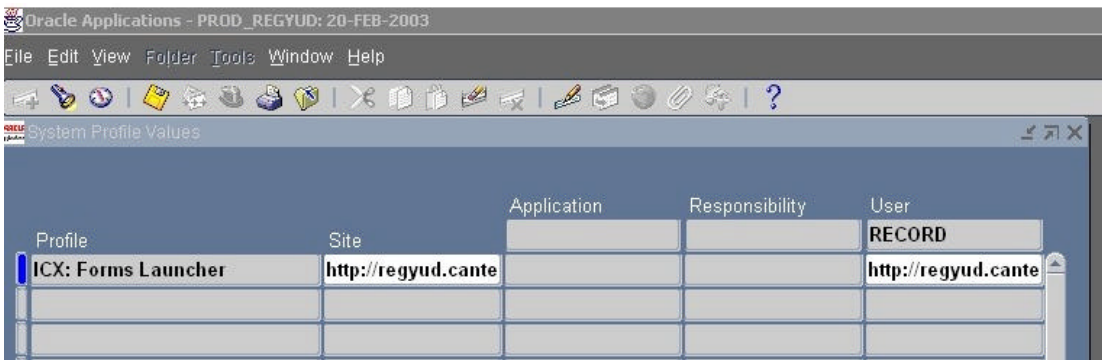 Oracle Applications - PROD_REGYUD: 20-FEB-2003
File Edit View Folder Tools Window Help
System Profile Values
Application Responsibility User
RECORD
Profile Site
ICX: Forms Launcher http://regyud.cante http://regyud.cante